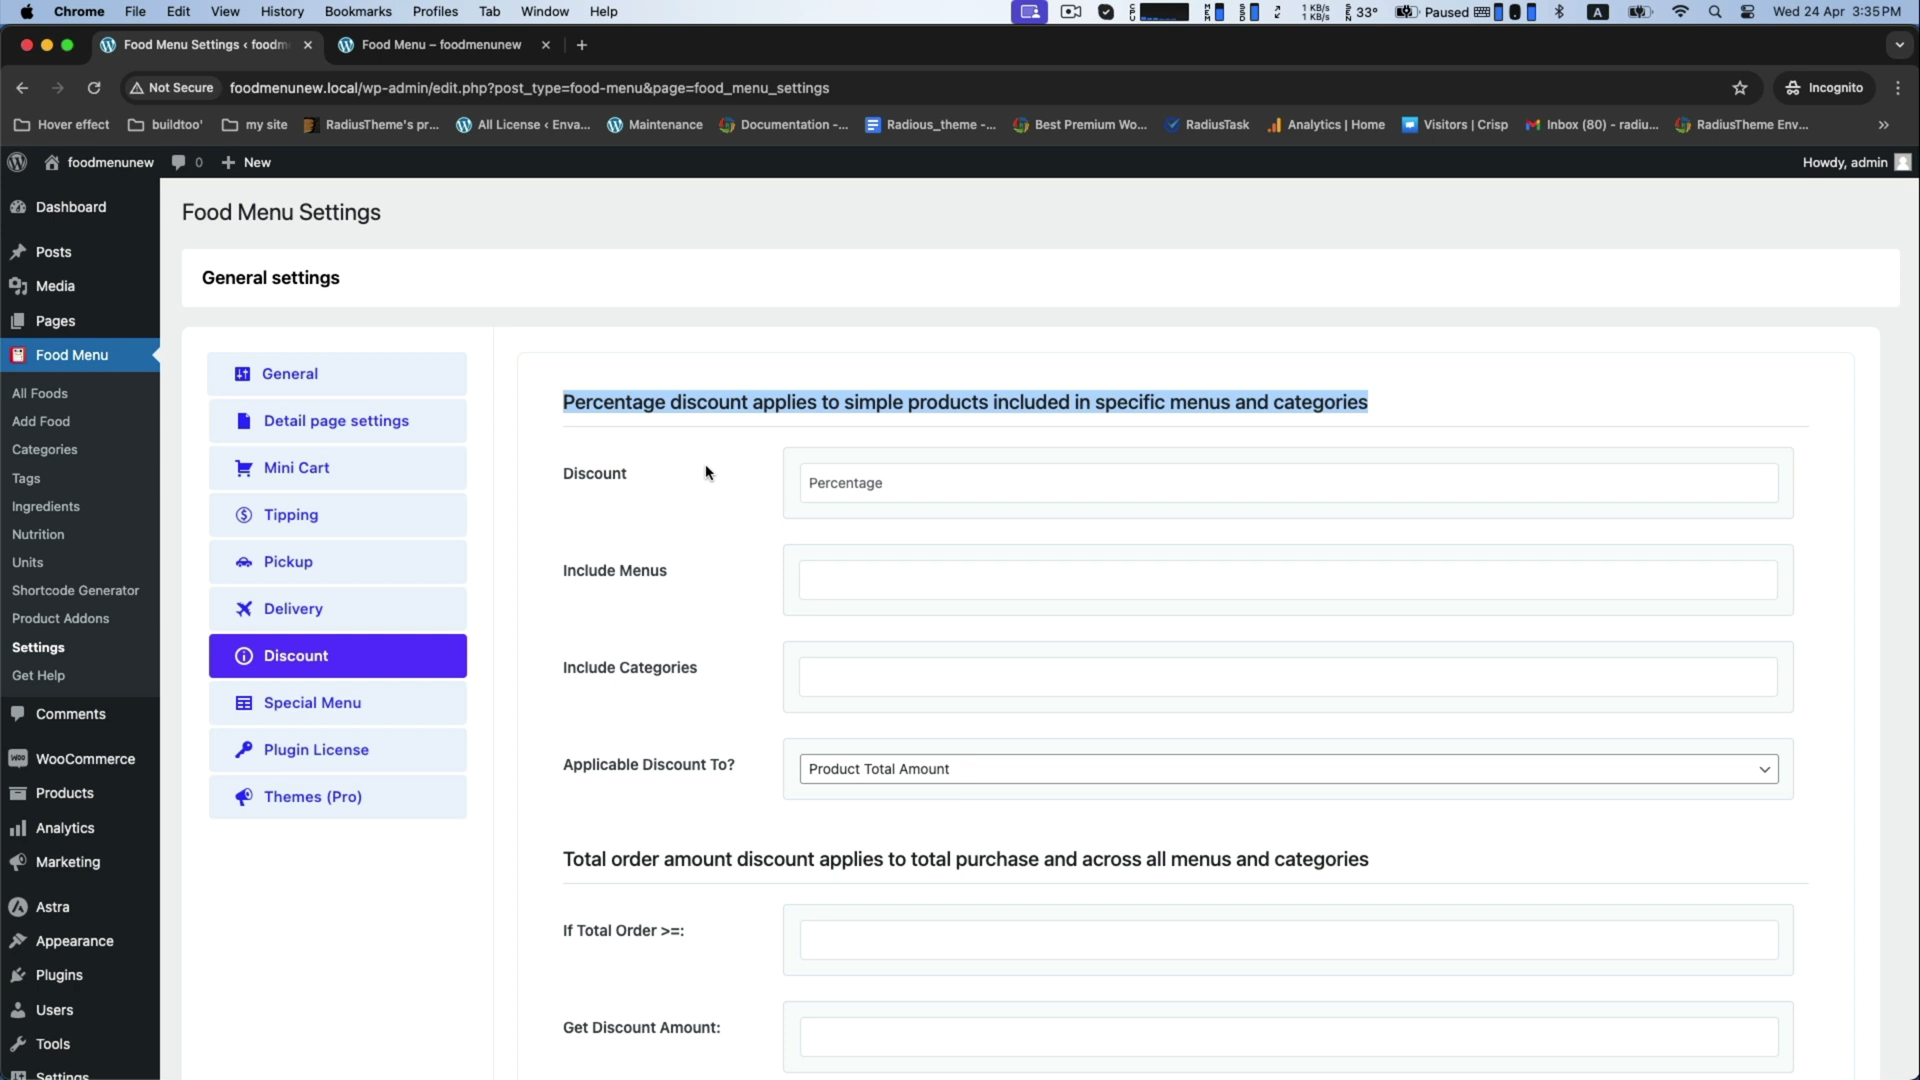 Chrome File Edit View History Bookmarks Profiles Tab Window Help 1 KB/s 1 KB/s 33° Paused A Wed 24 Apr 3:35 PM
Food Menu Settings ‹ foodm
Food Menu – foodmenunew
Not Secure foodmenunew.local/wp-admin/edit.php?post_type=food-menu&page=food_menu_settings Incognito
Hover effect buildtoo' my site RadiusTheme's pr... All License ‹ Enva... Maintenance Documentation -... Radious_theme -... Best Premium Wo... RadiusTask Analytics | Home Visitors | Crisp Inbox (80) - radiu... RadiusTheme Env... »
foodmenunew 0 + New Howdy, admin
Dashboard
Posts
Media
Pages
Food Menu
All Foods
Add Food
Categories
Tags
Ingredients
Nutrition
Units
Shortcode Generator
Product Addons
Settings
Get Help
Comments
WooCommerce
Products
Analytics
Marketing
Astra
Appearance
Plugins
Users
Tools
Settings
Food Menu Settings
General settings
General
Detail page settings
Mini Cart
Tipping
Pickup
Delivery
Discount
Special Menu
Plugin License
Themes (Pro)
Percentage discount applies to simple products included in specific menus and categories
Discount
Percentage
Include Menus
Include Categories
Applicable Discount To?
Product Total Amount
Total order amount discount applies to total purchase and across all menus and categories
If Total Order >=:
Get Discount Amount: